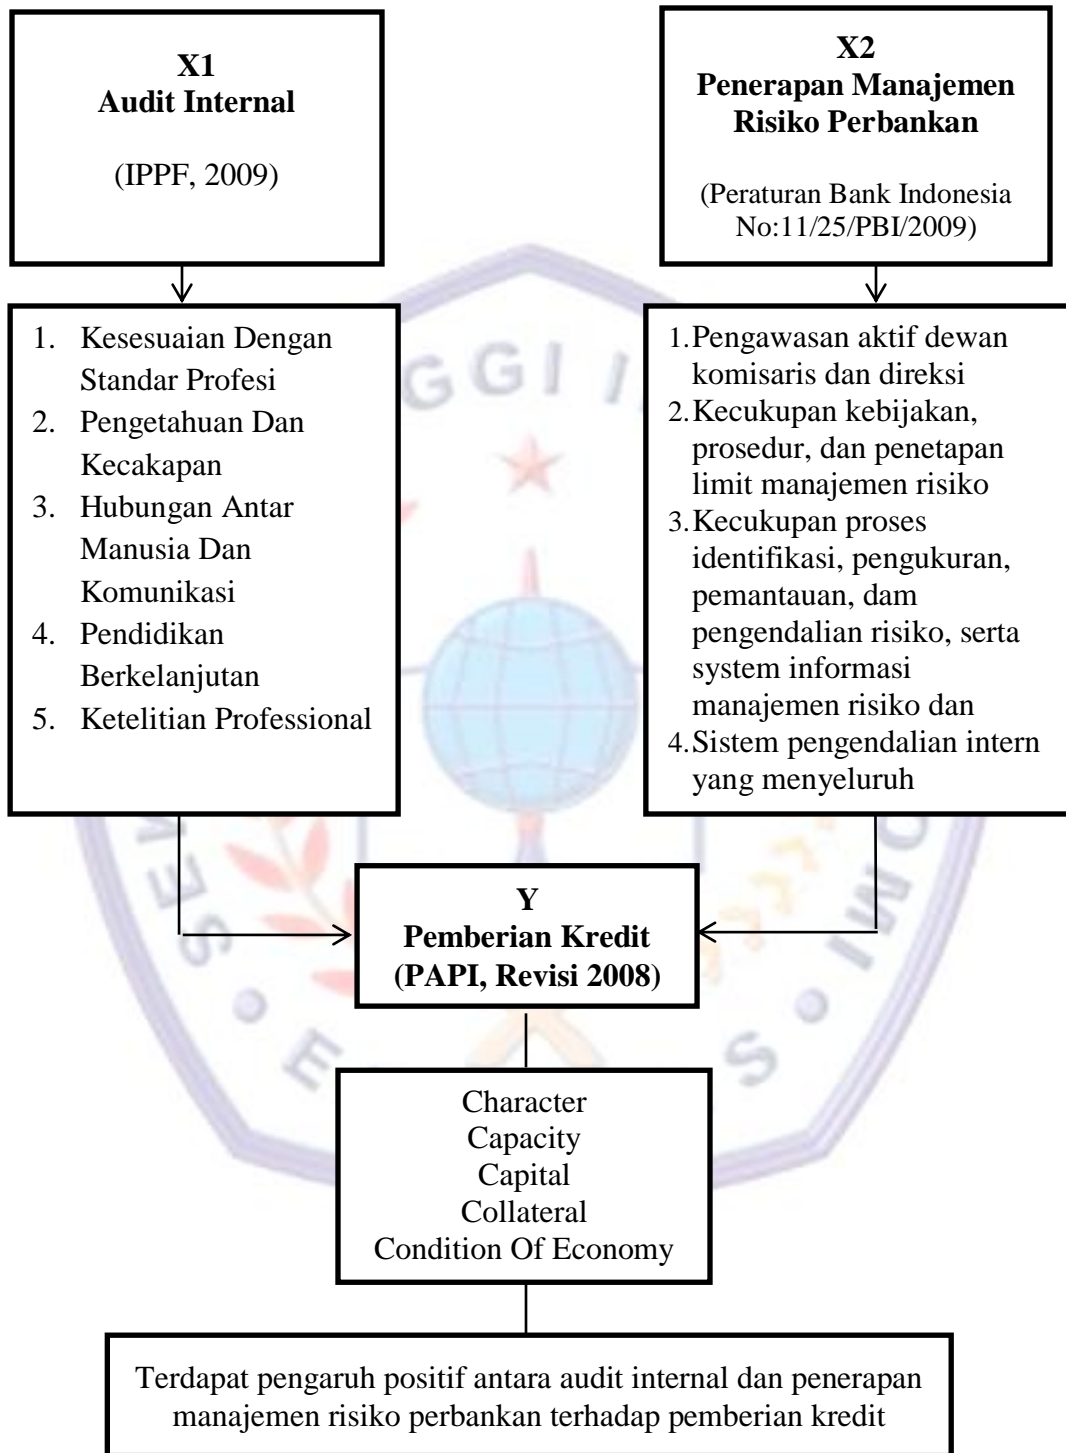 X1
Audit Internal
(IPPF, 2009)
X2
Penerapan Manajemen
Risiko Perbankan
(Peraturan Bank Indonesia
No:11/25/PBI/2009)
1. Kesesuaian Dengan
Standar Profesi
2. Pengetahuan Dan
Kecakapan
3. Hubungan Antar
Manusia Dan
Komunikasi
4. Pendidikan
Berkelanjutan
5. Ketelitian Professional
1. Pengawasan aktif dewan
komisaris dan direksi
2. Kecukupan kebijakan,
prosedur, dan penetapan
limit manajemen risiko
3. Kecukupan proses
identifikasi, pengukuran,
pemantauan, dam
pengendalian risiko, serta
system informasi
manajemen risiko dan
4. Sistem pengendalian intern
yang menyeluruh
Y
Pemberian Kredit
(PAPI, Revisi 2008)
Character
Capacity
Capital
Collateral
Condition Of Economy
Terdapat pengaruh positif antara audit internal dan penerapan
manajemen risiko perbankan terhadap pemberian kredit